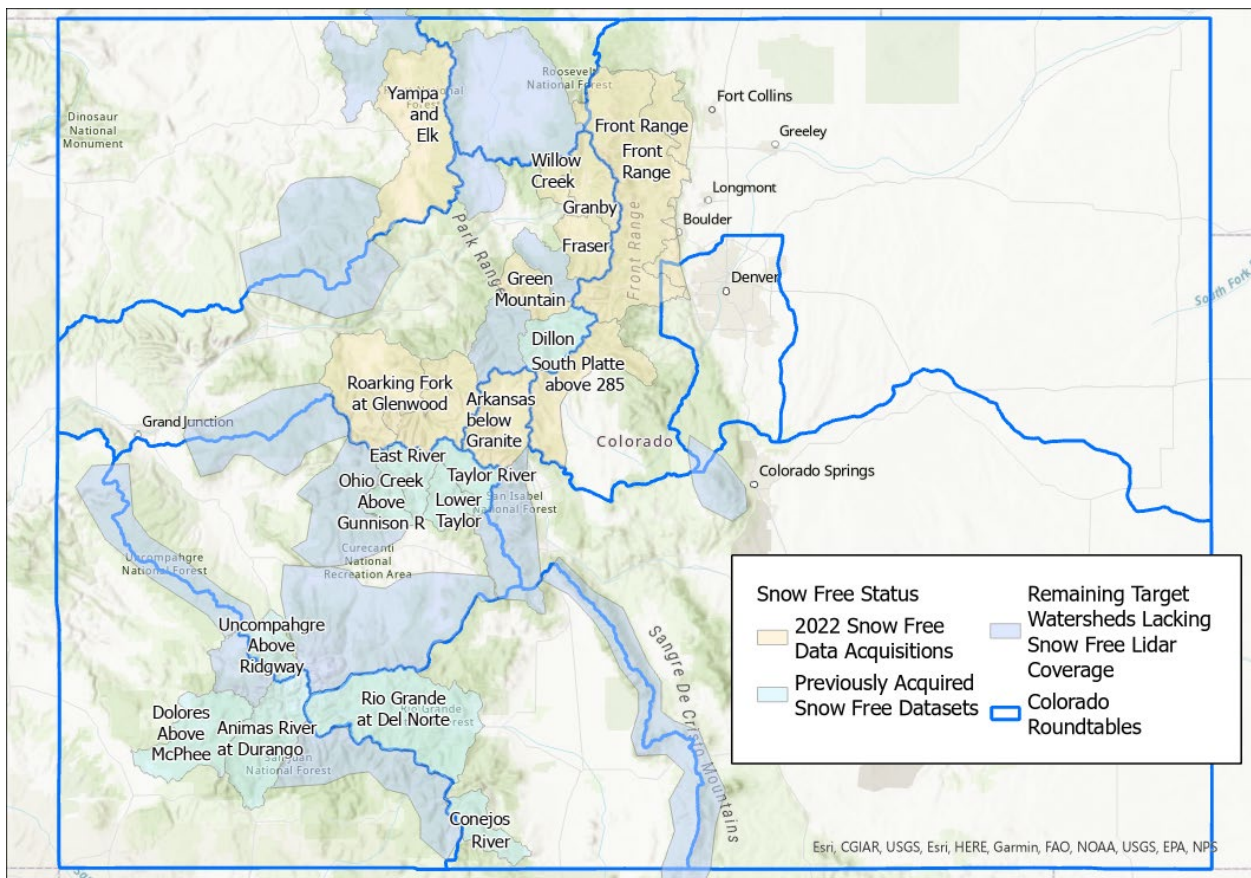 Dinosaur
National
Monument
Yampa
and
Elk
Roosevelt
National Forest
Fort Collins
Greeley
Front Range
Front
Range
Willow
Creek
Granby
Longmont
Boulder
Park Range
Fraser
Front Range
Green
Mountain
Denver
Dillon
South Platte
above 285
Roarking Fork
at Glenwood
Arkansas
below
Granite
Grand Junction
Colorado
Colorado Springs
East River
Taylor River
Ohio Creek
Above
Gunnison R
Lower
Taylor
San Isabel
National Forest
Curecanti
National
Recreation Area
Uncompahgre
National Forest
Uncompahgre
Above
Ridgway
Sangre De Cristo Mountains
Rio Grande
at Del Norte
Dolores
Above
McPhee
Animas River
at Durango
National Forest
Conejos
River
Snow Free Status
2022 Snow Free
Data Acquisitions
Previously Acquired
Snow Free Datasets
Remaining Target
Watersheds Lacking
Snow Free Lidar
Coverage
Colorado
Roundtables
Esri, CGIAR, USGS, Esri, HERE, Garmin, FAO, NOAA, USGS, EPA, NPS